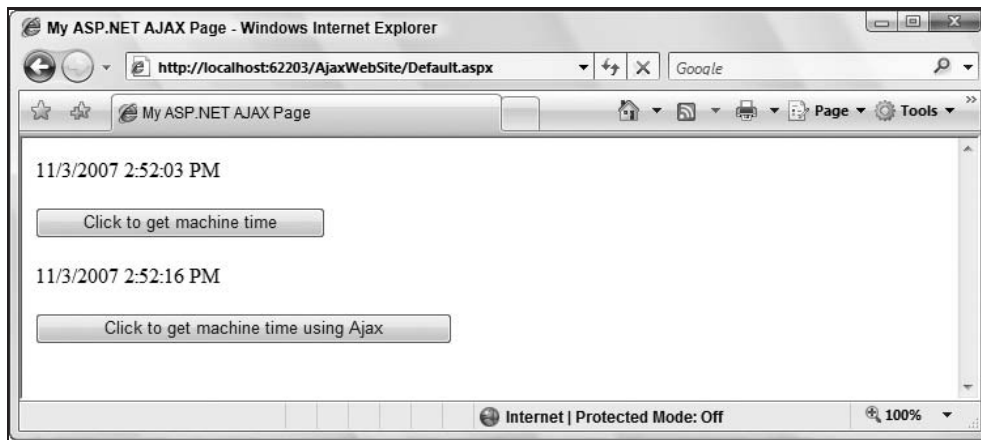 My ASP.NET AJAX Page - Windows Internet Explorer
http://localhost:62203/AjaxWebSite/Default.aspx
Google
My ASP.NET AJAX Page
Page
Tools
11/3/2007 2:52:03 PM
Click to get machine time
11/3/2007 2:52:16 PM
Click to get machine time using Ajax
Internet | Protected Mode: Off
100%